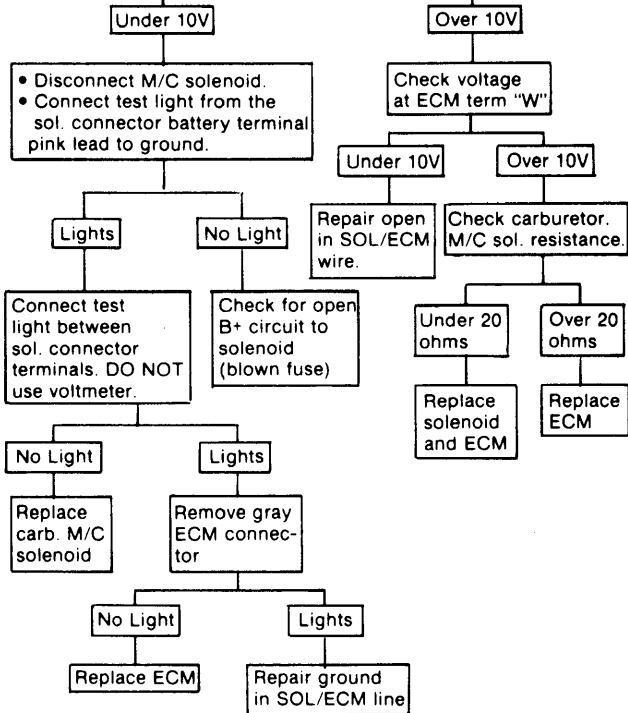 Under 10V
Over 10V
• Disconnect M/C solenoid.
• Connect test light from the
sol. connector battery terminal
pink lead to ground.
Check voltage
at ECM term "W"
Under 10V
Over 10V
Lights
No Light
Repair open
in SOL/ECM
wire.
Check carburetor.
M/C sol. resistance.
Connect test
light between
sol. connector
terminals. DO NOT
use voltmeter.
Check for open
B+ circuit to
solenoid
(blown fuse)
Under 20
ohms
Over 20
ohms
Replace
solenoid
and ECM
Replace
ECM
No Light
Lights
Replace
carb. M/C
solenoid
Remove gray
ECM connec-
tor
No Light
Lights
Replace ECM
Repair ground
in SOL/ECM line